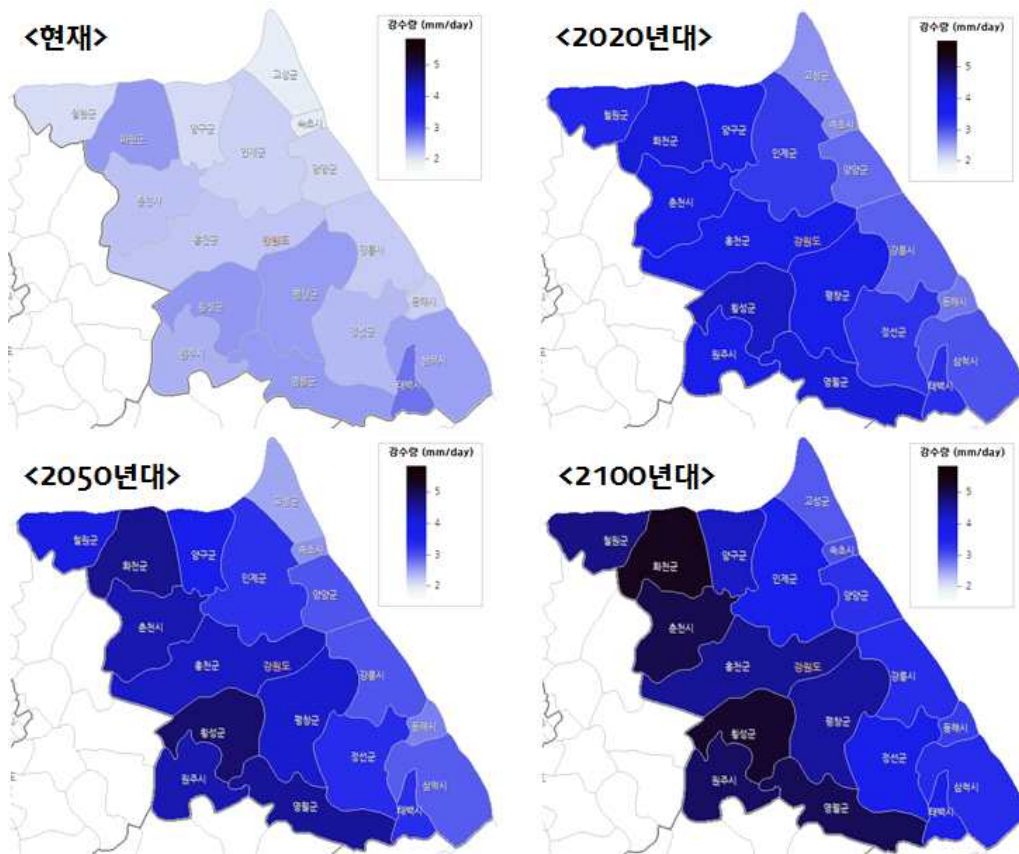 <현재>
강수량 (mm/day)
5
4
3
2
고성군
속초시
철원군
양구군
인제군
양양군
춘천시
홍천군
강원도
강릉시
횡성군
평창군
동해시
정선군
원주시
삼척시
영월군
태백시
<2020년대>
강수량 (mm/day)
5
4
3
2
고성군
속초시
철원군
화천군
양구군
인제군
양양군
춘천시
홍천군
강원도
강릉시
횡성군
평창군
동해시
정선군
원주시
삼척시
영월군
태백시
<2050년대>
강수량 (mm/day)
5
4
3
2
고성군
속초시
철원군
화천군
양구군
인제군
양양군
춘천시
홍천군
강원도
강릉시
횡성군
평창군
동해시
정선군
원주시
삼척시
영월군
태백시
<2100년대>
강수량 (mm/day)
5
4
3
2
고성군
속초시
철원군
화천군
양구군
인제군
양양군
춘천시
홍천군
강원도
강릉시
횡성군
평창군
동해시
정선군
원주시
삼척시
영월군
태백시